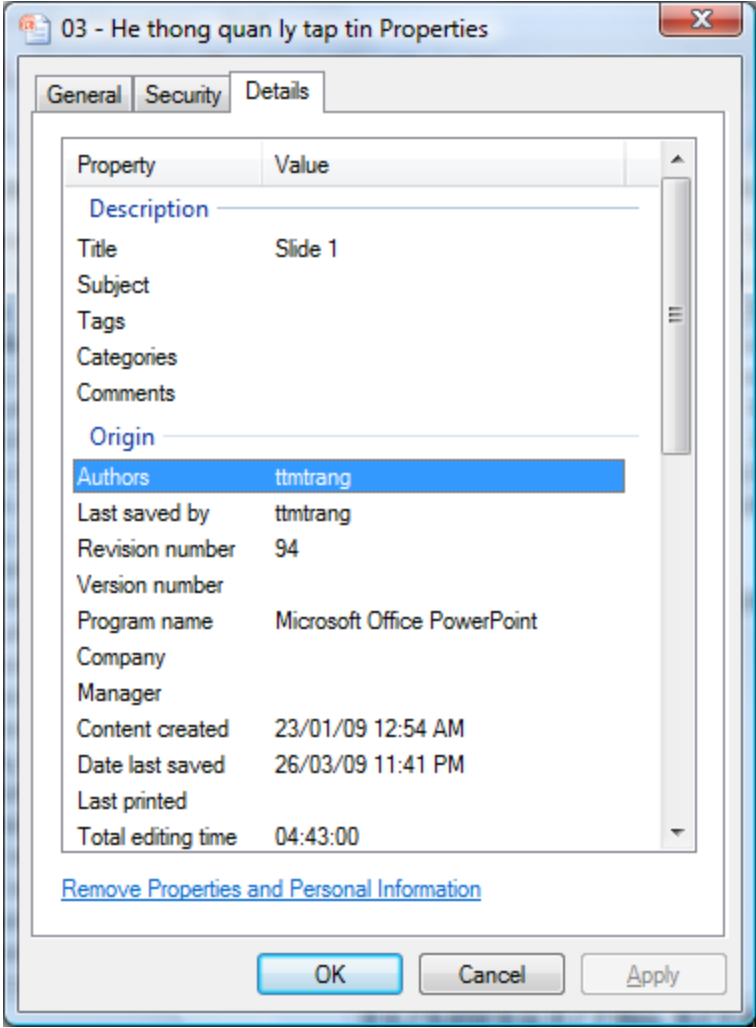 03 - He thong quan ly tap tin Properties
General Security Details
Property Value
Description
Title Slide 1
Subject
Tags
Categories
Comments
Origin
Authors ttmtrang
Last saved by ttmtrang
Revision number 94
Version number
Program name Microsoft Office PowerPoint
Company
Manager
Content created 23/01/09 12:54 AM
Date last saved 26/03/09 11:41 PM
Last printed
Total editing time 04:43:00
Remove Properties and Personal Information
OK Cancel Apply